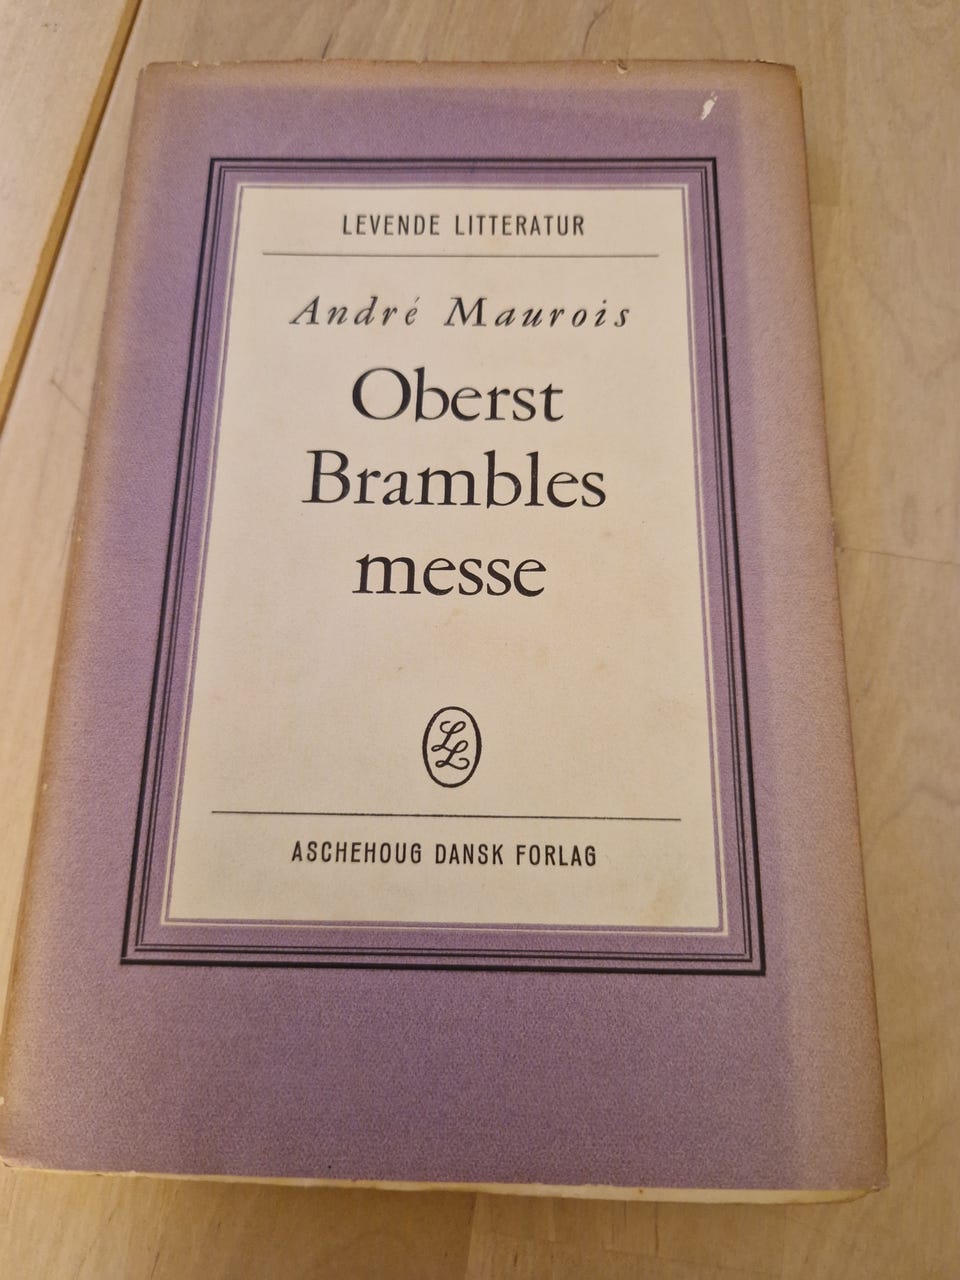 LEVENDE LITTERATUR
André Maurois
Oberst
Brambles
messe
LL
ASCHEHOUG DANSK FORLAG